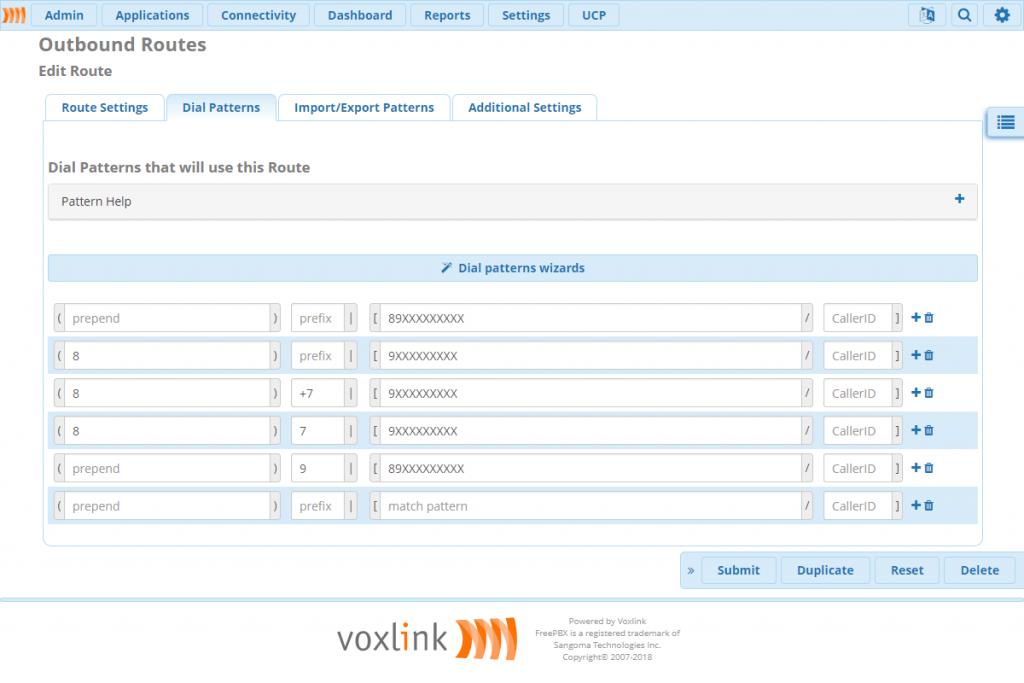 Admin Applications Connectivity Dashboard Reports Settings UCP
Outbound Routes
Edit Route
Route Settings Dial Patterns Import/Export Patterns Additional Settings
Dial Patterns that will use this Route
Pattern Help +
Dial patterns wizards
( prepend ) prefix | [ 89XXXXXXXXX / CallerID ] +
( 8 ) prefix | [ 9XXXXXXXXX / CallerID ] +
( 8 ) +7 | [ 9XXXXXXXXX / CallerID ] +
( 8 ) 7 | [ 9XXXXXXXXX / CallerID ] +
( prepend ) 9 | [ 89XXXXXXXXX / CallerID ] +
( prepend ) prefix | [ match pattern / CallerID ] +
» Submit Duplicate Reset Delete
voxlink
Powered by Voxlink
FreePBX is a registered trademark of
Sangoma Technologies Inc.
Copyright© 2007-2018